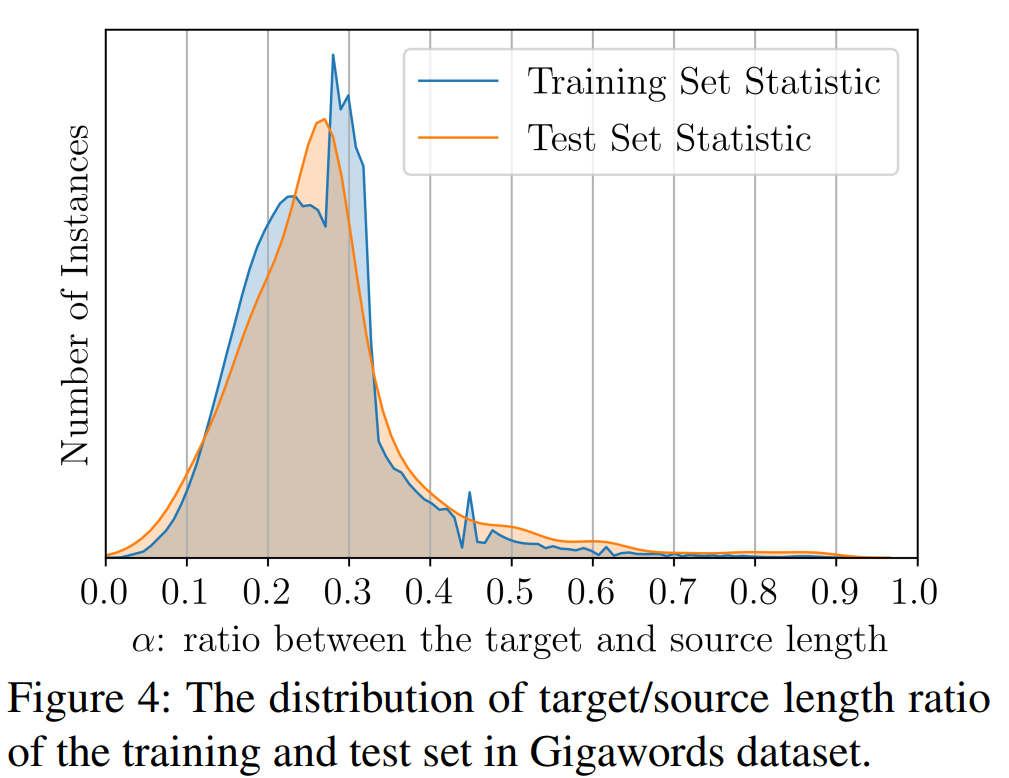 Training Set Statistic
Test Set Statistic
Number of Instances
0.0 0.1 0.2 0.3 0.4 0.5 0.6 0.7 0.8 0.9 1.0
α: ratio between the target and source length
Figure 4: The distribution of target/source length ratio
of the training and test set in Gigawords dataset.